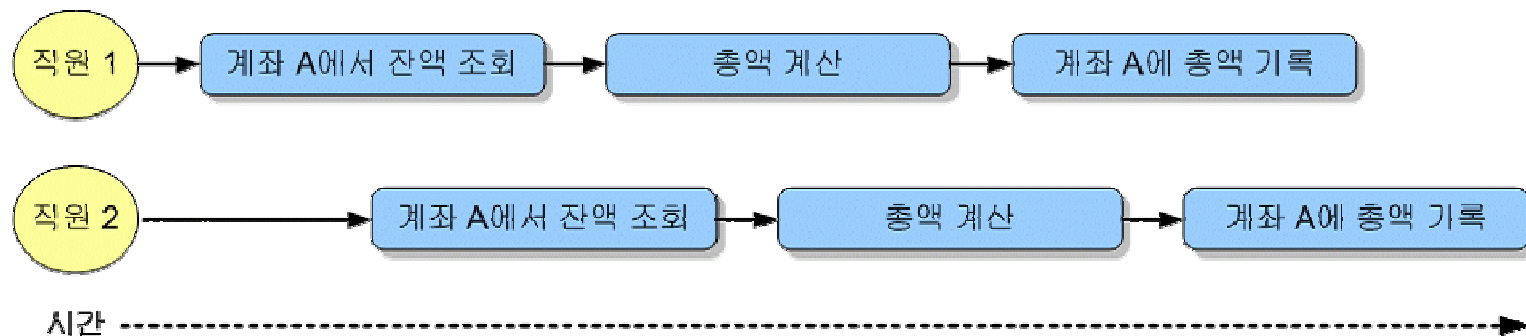 직원 1
계좌 A에서 잔액 조회
총액 계산
계좌 A에 총액 기록
직원 2
계좌 A에서 잔액 조회
총액 계산
계좌 A에 총액 기록
시간